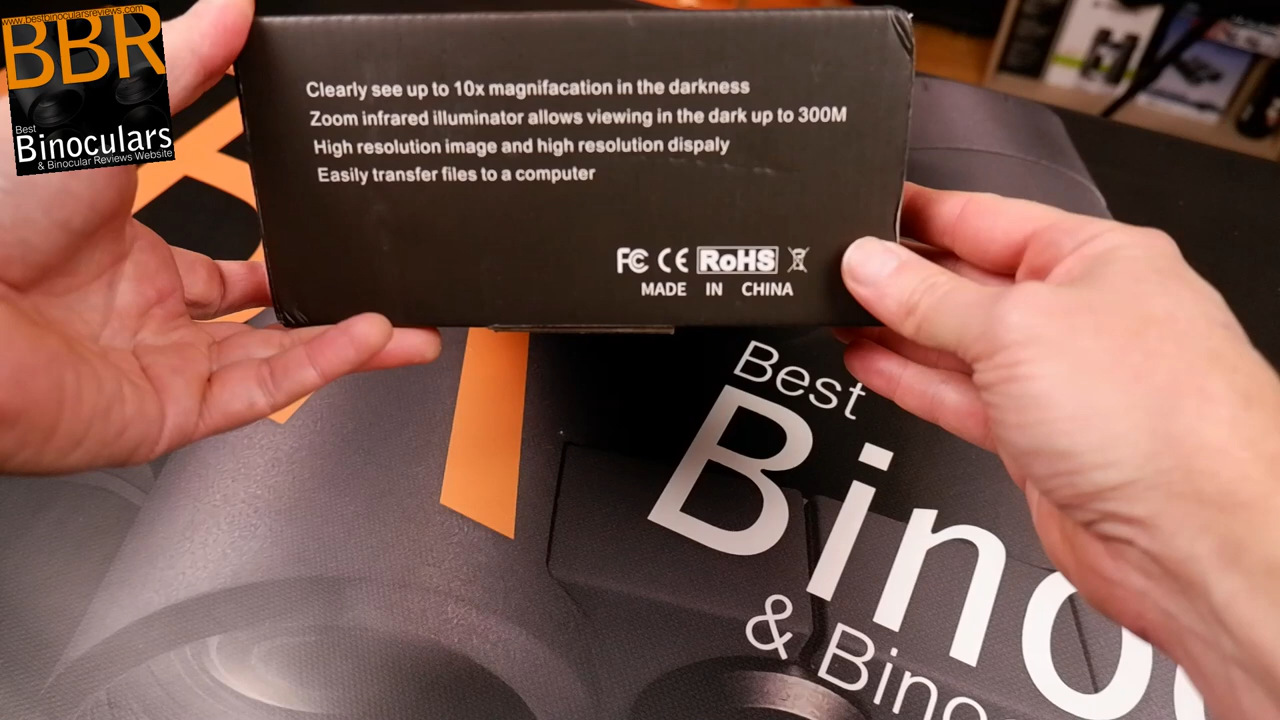 www.bestbinocularsreviews.com
BBR
Best
Binoculars
& Binocular Reviews Website
Clearly see up to 10x magnifacation in the darkness
Zoom infrared illuminator allows viewing in the dark up to 300M
High resolution image and high resolution dispaly
Easily transfer files to a computer
FC CE RoHS
MADE IN CHINA
Best
Bino
& Bino